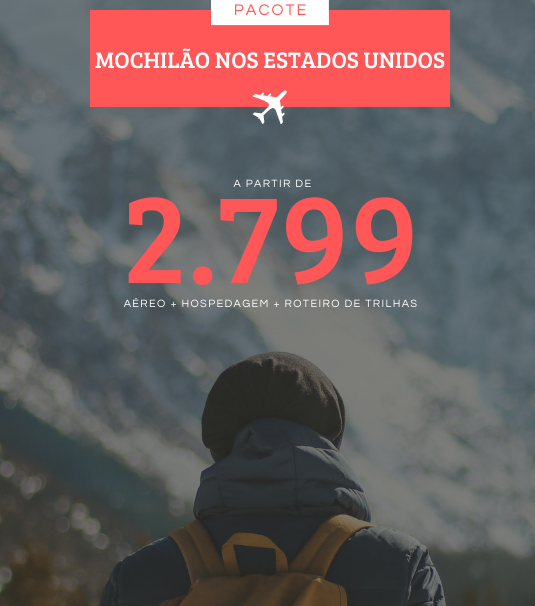 PACOTE
MOCHILÃO NOS ESTADOS UNIDOS
A PARTIR DE
2.799
AÉREO + HOSPEDAGEM + ROTEIRO DE TRILHAS